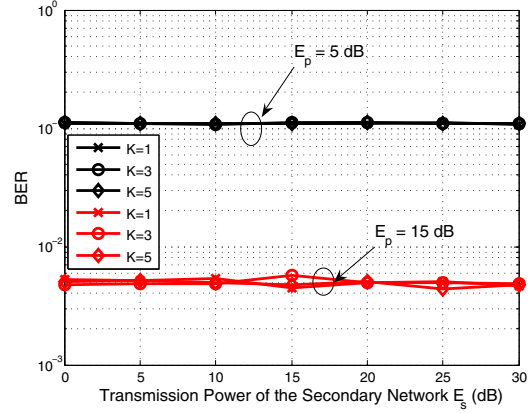 10^0
E_p = 5 dB
10^-1
K=1
K=3
K=5
K=1
K=3
K=5
BER
E_p = 15 dB
10^-2
10^-3
0 5 10 15 20 25 30
Transmission Power of the Secondary Network E_s (dB)